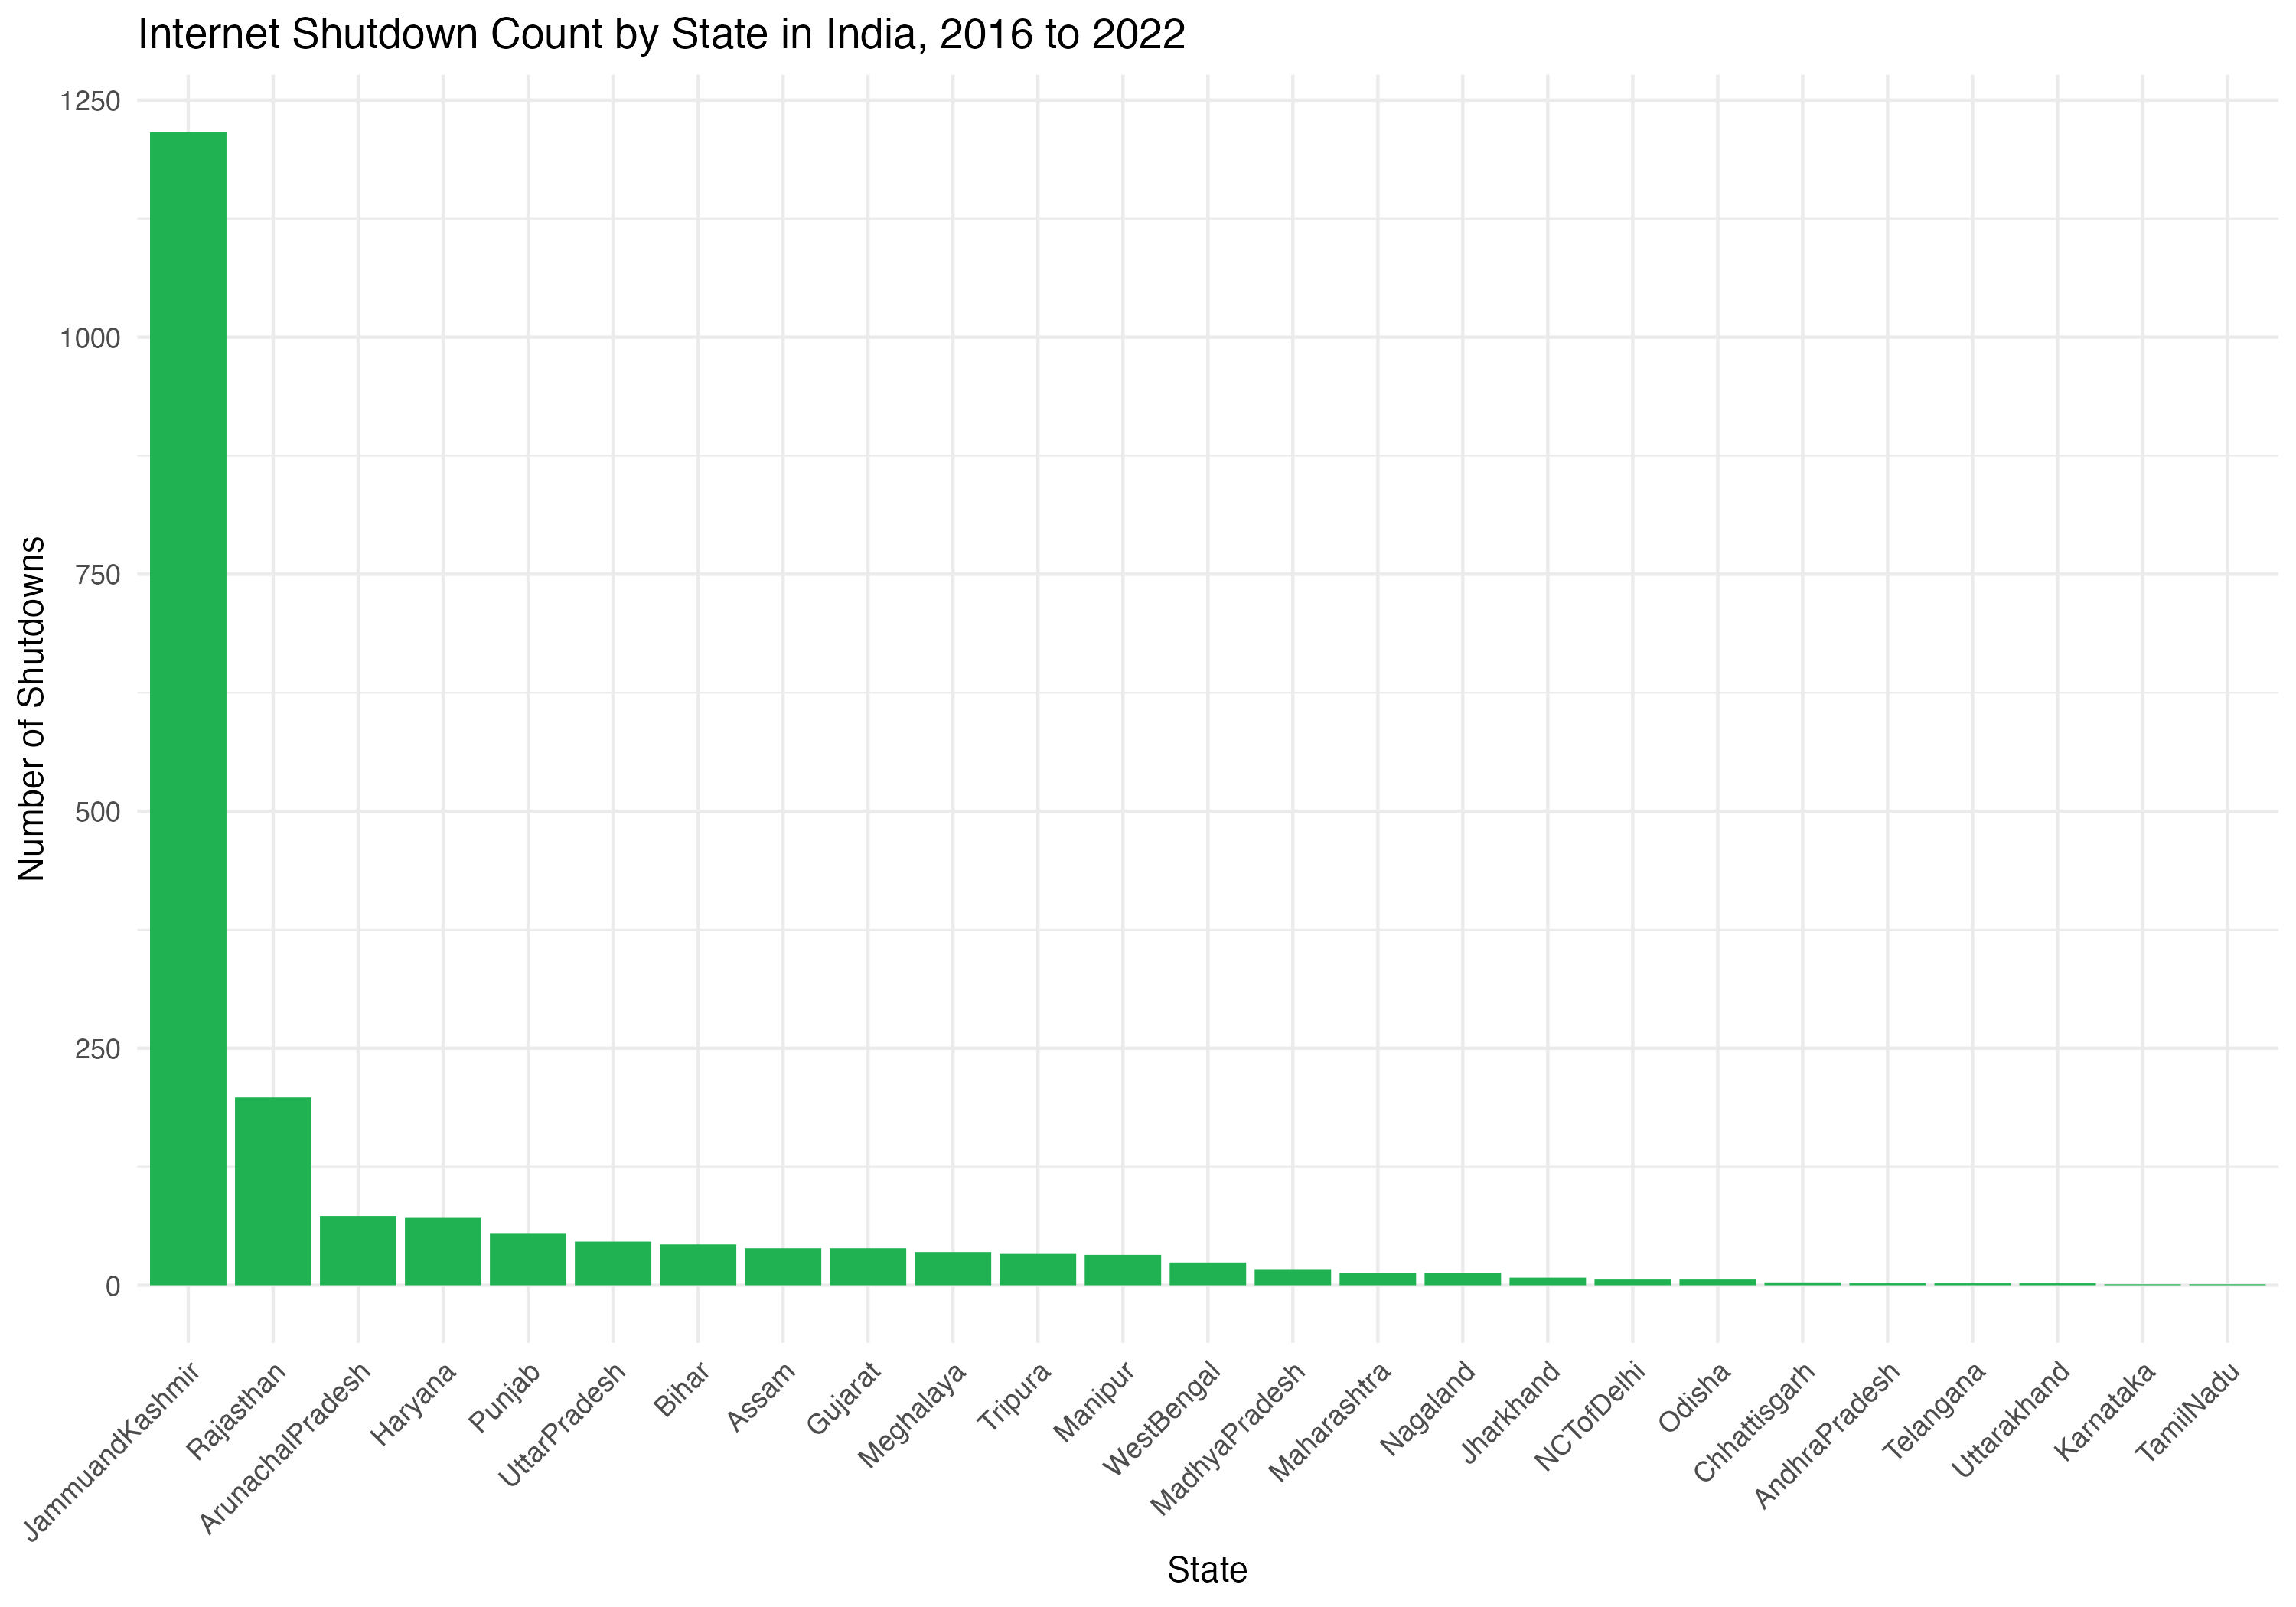 Internet Shutdown Count by State in India, 2016 to 2022
Number of Shutdowns
1250
1000
750
500
250
0
JammuandKashmir
Rajasthan
ArunachalPradesh
Haryana
Punjab
UttarPradesh
Bihar
Assam
Gujarat
Meghalaya
Tripura
Manipur
WestBengal
MadhyaPradesh
Maharashtra
Nagaland
Jharkhand
NCTofDelhi
Odisha
Chhattisgarh
AndhraPradesh
Telangana
Uttarakhand
Karnataka
TamilNadu
State